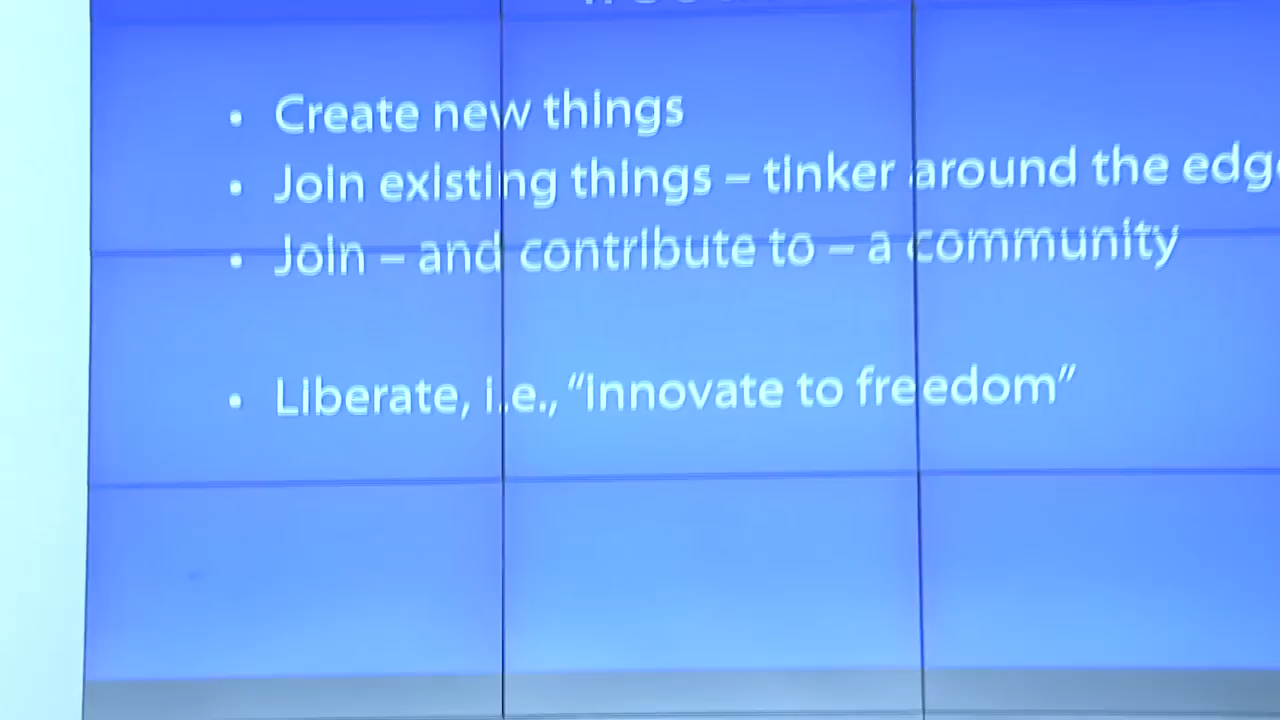 • Create new things
• Join existing things – tinker around the
• Join – and contribute to – a community
• Liberate, i.e., “innovate to freedom”